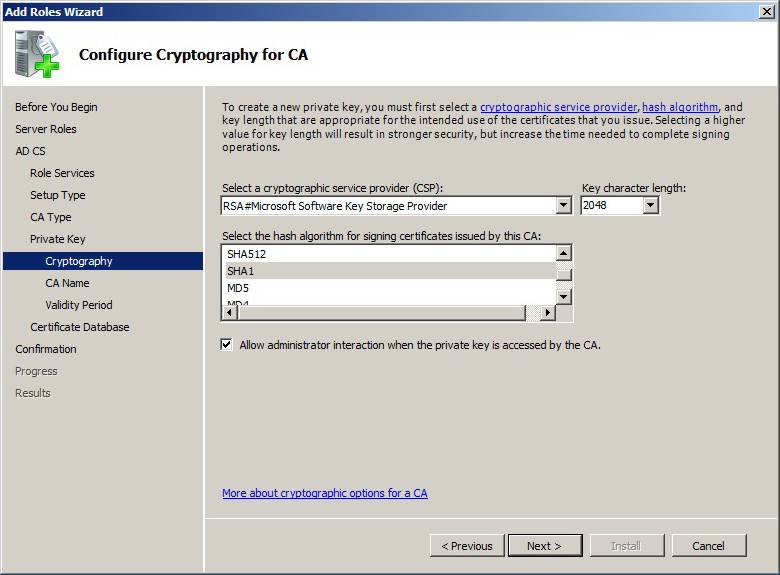 Add Roles Wizard
Configure Cryptography for CA
Before You Begin
Server Roles
AD CS
Role Services
Setup Type
CA Type
Private Key
Cryptography
CA Name
Validity Period
Certificate Database
Confirmation
Progress
Results
To create a new private key, you must first select a cryptographic service provider, hash algorithm, and
key length that are appropriate for the intended use of the certificates that you issue. Selecting a higher
value for key length will result in stronger security, but increase the time needed to complete signing
operations.
Select a cryptographic service provider (CSP):
Key character length:
RSA#Microsoft Software Key Storage Provider
2048
Select the hash algorithm for signing certificates issued by this CA:
SHA512
SHA1
MD5
MD4
Allow administrator interaction when the private key is accessed by the CA.
More about cryptographic options for a CA
< Previous
Next >
Install
Cancel